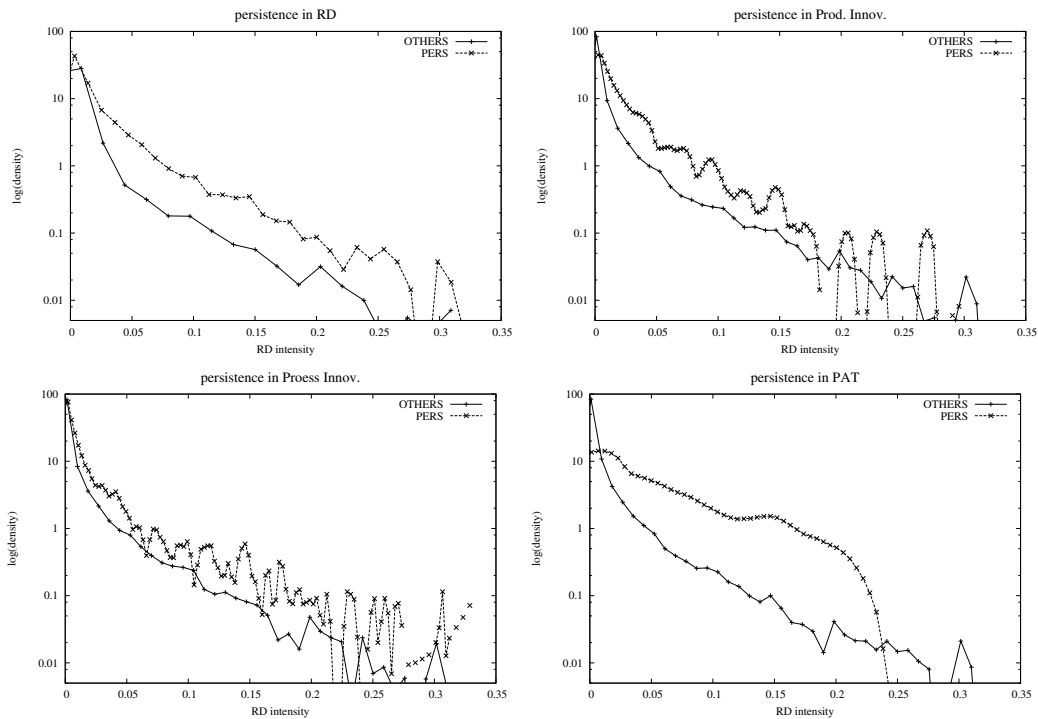 persistence in RD
100
10
1
0.1
0.01
log(density)
0
0.05
0.1
0.15
0.2
0.25
0.3
0.35
RD intensity
OTHERS
PERS
persistence in Prod. Innov.
100
10
1
0.1
0.01
log(density)
0
0.05
0.1
0.15
0.2
0.25
0.3
0.35
RD intensity
OTHERS
PERS
persistence in Proess Innov.
100
10
1
0.1
0.01
log(density)
0
0.05
0.1
0.15
0.2
0.25
0.3
0.35
RD intensity
OTHERS
PERS
persistence in PAT
100
10
1
0.1
0.01
log(density)
0
0.05
0.1
0.15
0.2
0.25
0.3
0.35
RD intensity
OTHERS
PERS